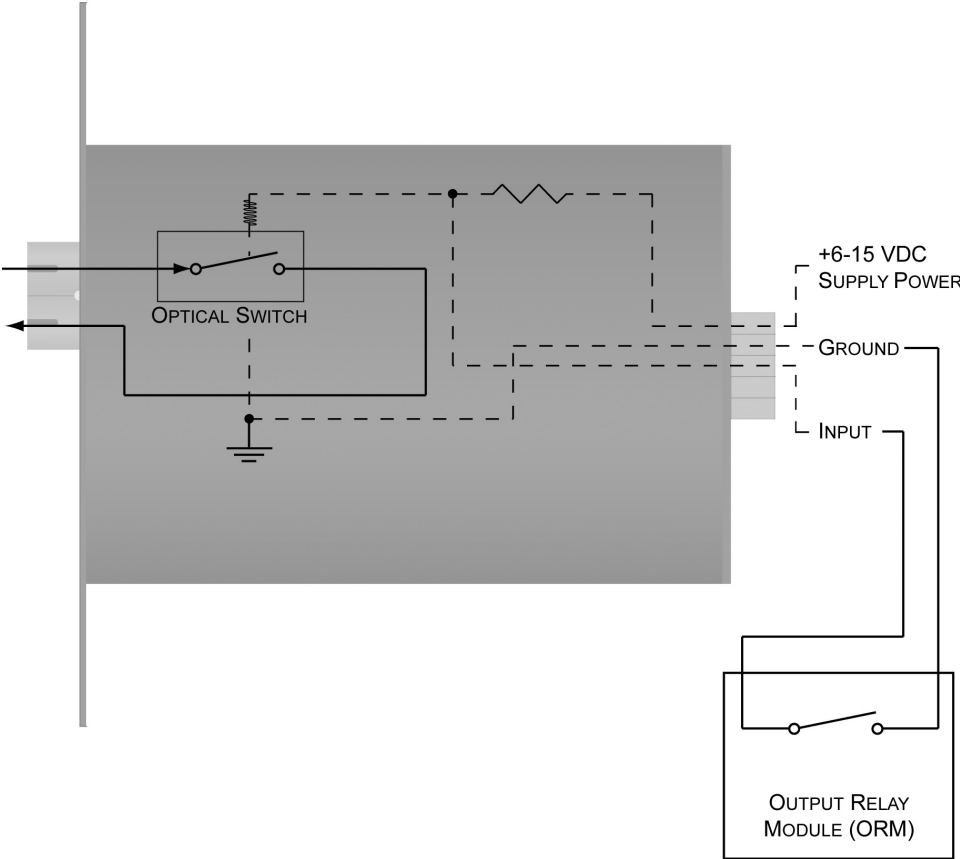 +6-15 VDC
SUPPLY POWER
OPTICAL SWITCH
GROUND
INPUT
OUTPUT RELAY
MODULE (ORM)